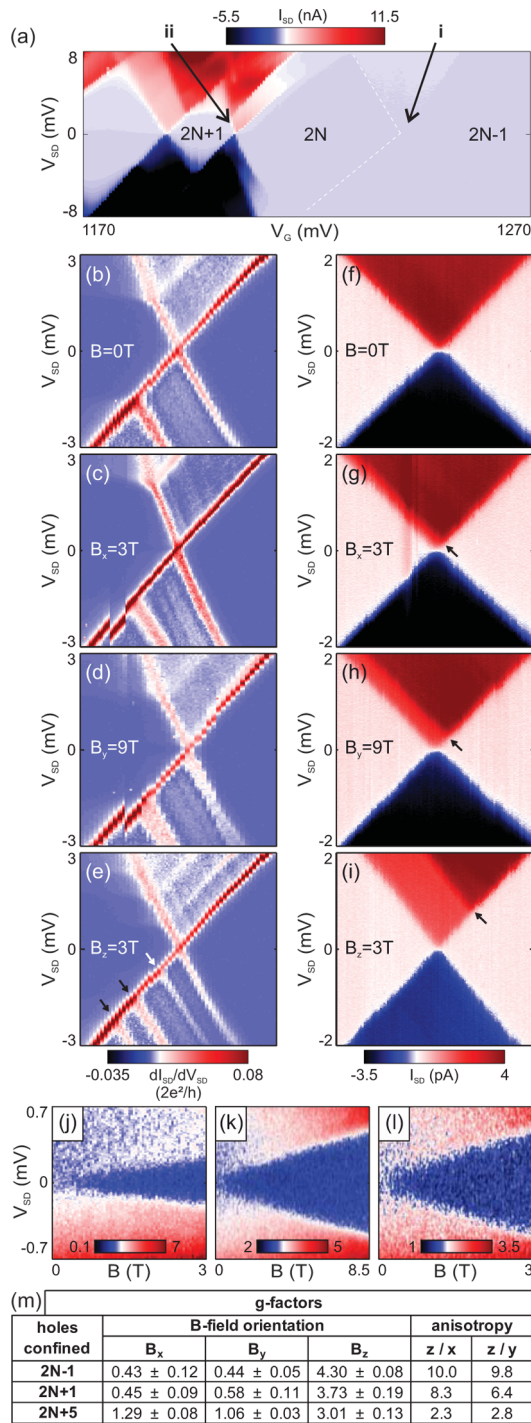 I_SD (nA)
-5.5 11.5
(a) ii i
8
V_SD (mV)
0
2N+1 2N 2N-1
-8
1170 V_G (mV) 1270
3 (b) 2 (f)
V_SD (mV) V_SD (mV)
0 B=0T 0 B=0T
-3 -2
3 (c) 2 (g)
V_SD (mV) V_SD (mV)
0 B_x=3T 0 B_x=3T
-3 -2
3 (d) 2 (h)
V_SD (mV) V_SD (mV)
0 B_y=9T 0 B_y=9T
-3 -2
3 (e) 2 (i)
V_SD (mV) V_SD (mV)
0 B_z=3T 0 B_z=3T
-3 -2
-0.035 dI_SD/dV_SD 0.08 -3.5 I_SD (pA) 4
(2e²/h)
0.7 (j) (k) (l)
V_SD (mV)
0
0.1 7 2 5 1 3.5
-0.7
0 B (T) 3 0 B (T) 8.5 0 B (T) 3
(m) g-factors
holes confined B-field orientation anisotropy
B_x B_y B_z z / x z / y
2N-1 0.43 ± 0.12 0.44 ± 0.05 4.30 ± 0.08 10.0 9.8
2N+1 0.45 ± 0.09 0.58 ± 0.11 3.73 ± 0.19 8.3 6.4
2N+5 1.29 ± 0.08 1.06 ± 0.03 3.01 ± 0.13 2.3 2.8